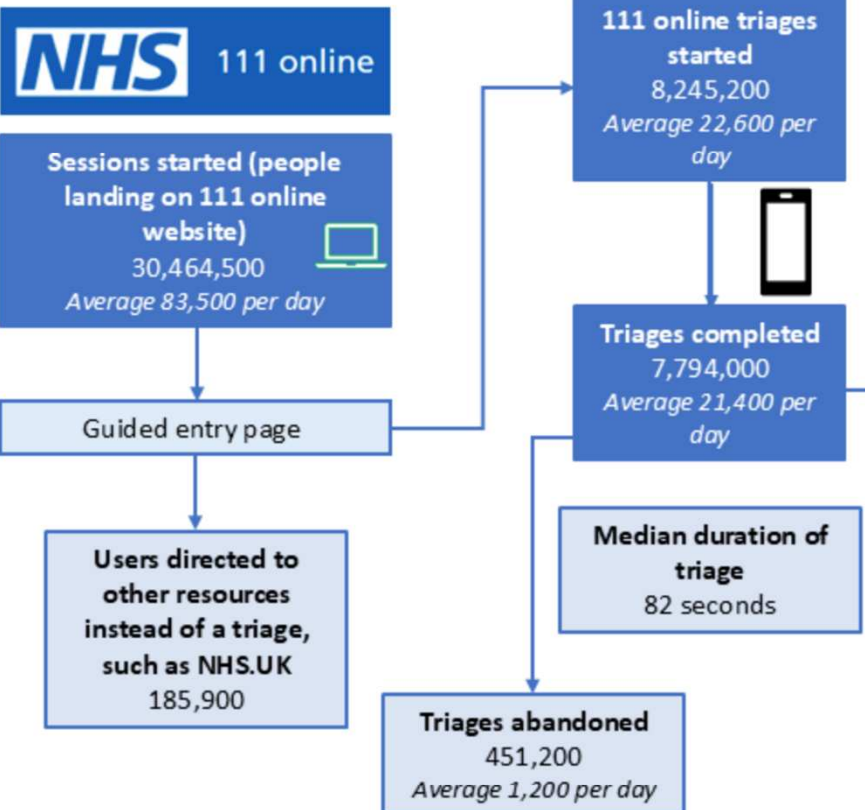 NHS 111 online
Sessions started (people
landing on 111 online
website)
30,464,500
Average 83,500 per day
Guided entry page
Users directed to
other resources
instead of a triage,
such as NHS.UK
185,900
111 online triages
started
8,245,200
Average 22,600 per
day
Triages completed
7,794,000
Average 21,400 per
day
Median duration of
triage
82 seconds
Triages abandoned
451,200
Average 1,200 per day